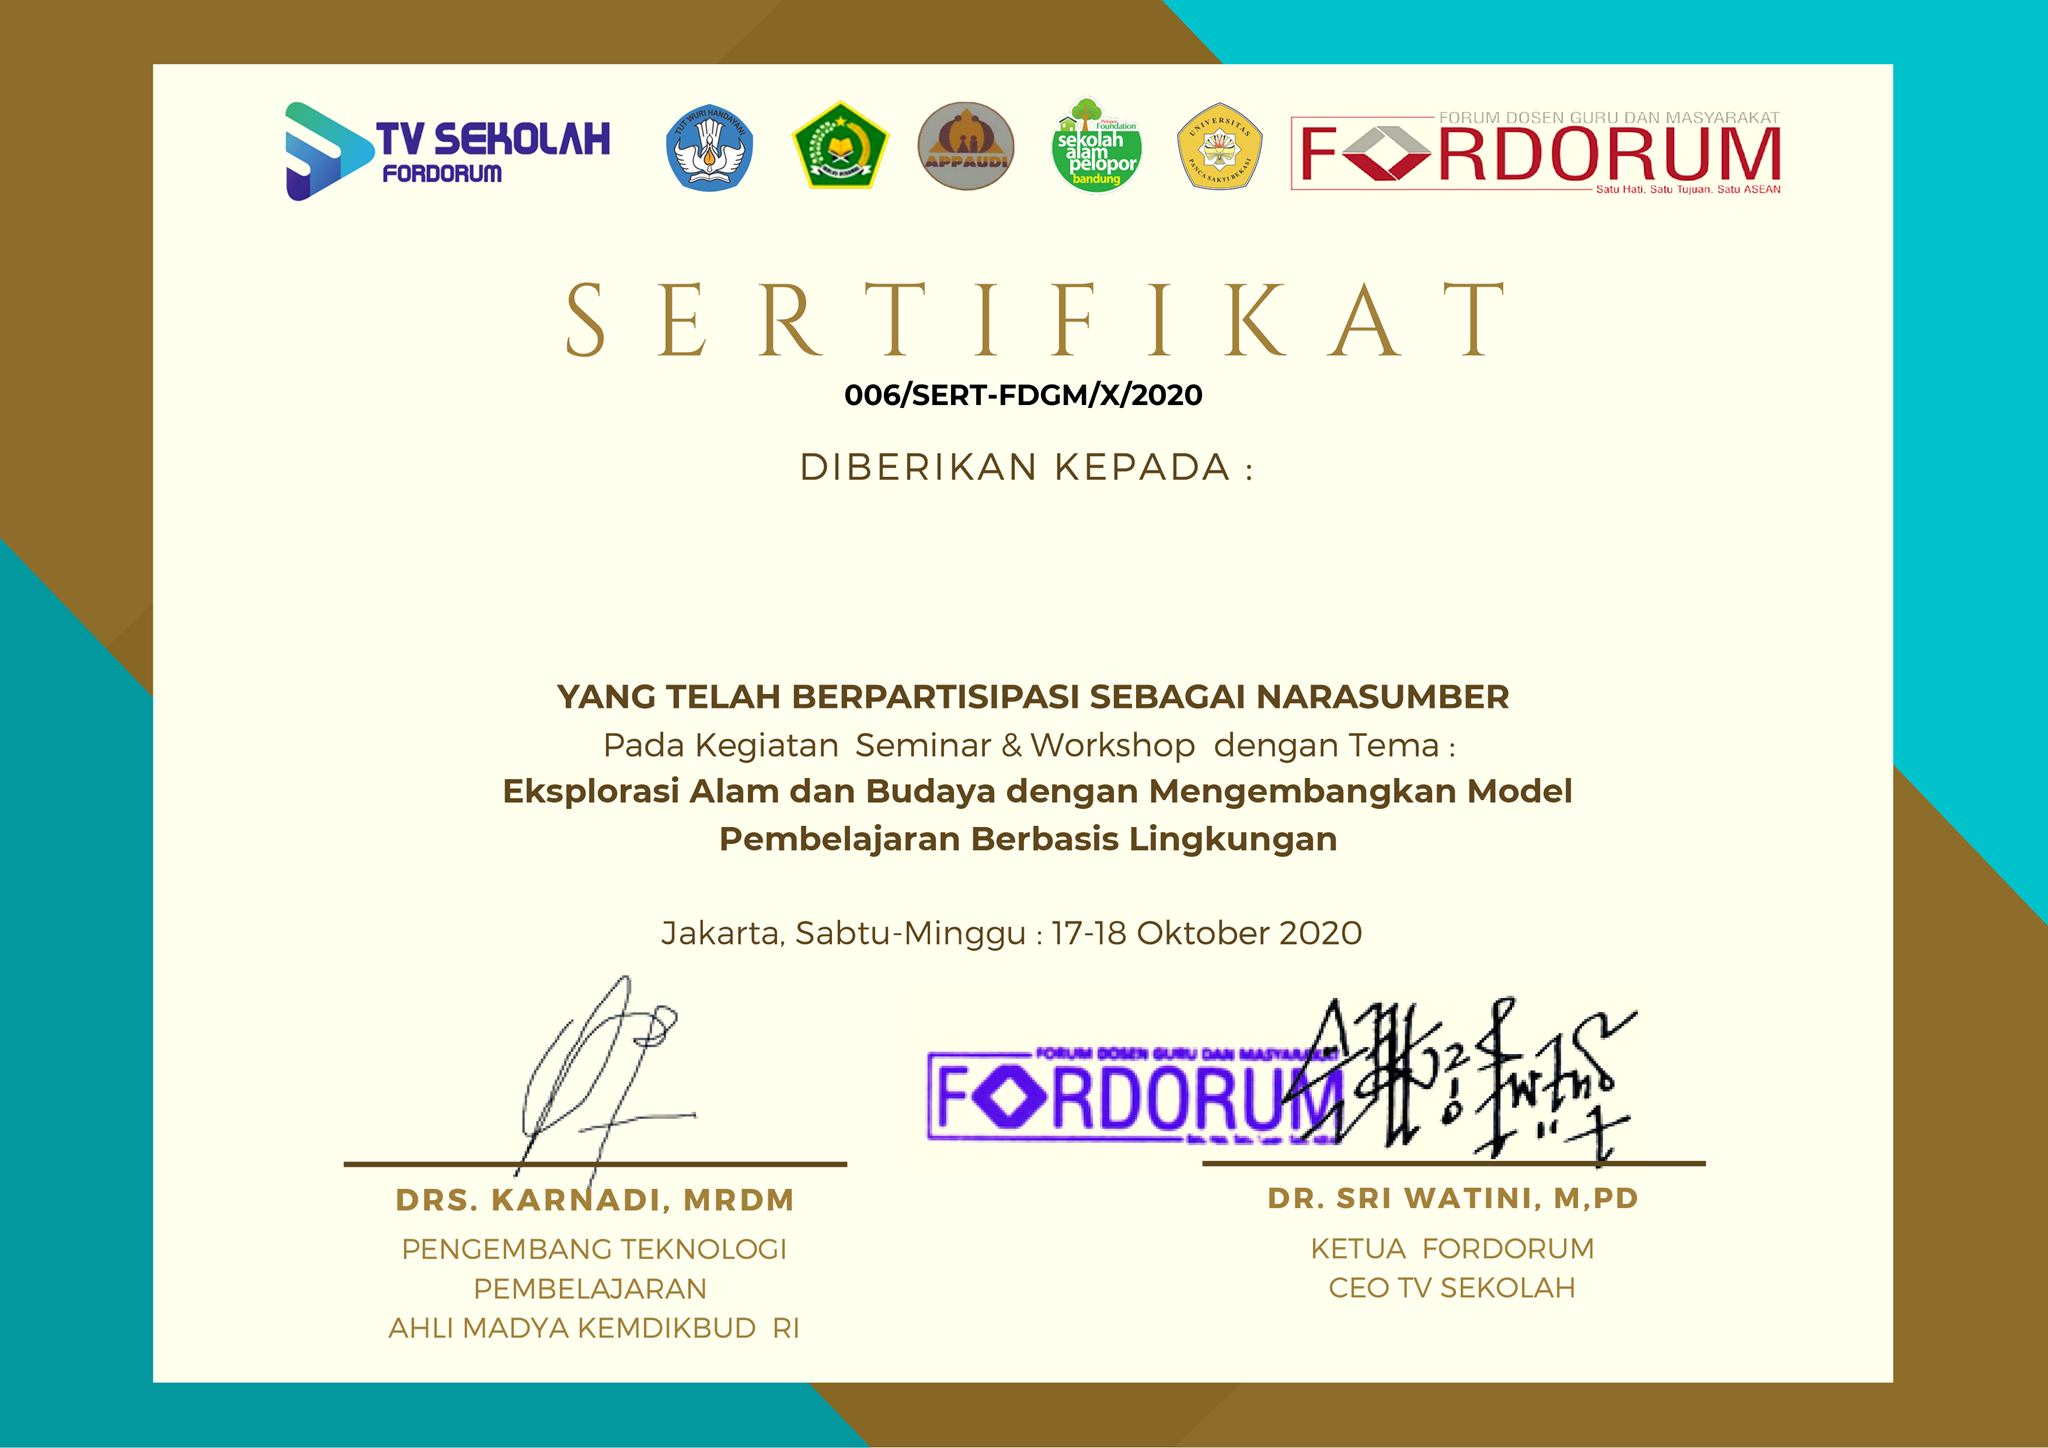 TV SEKOLAH
FORDORUM
TUT WURI HANDAYANI
APPAUDI
Pelopor
Foundation
sekolah
alam
pelopor
bandung
UNIVERSITAS
PANCA SAKTI BEKASI
FORUM DOSEN GURU DAN MASYARAKAT
FORDORUM
Satu Hati. Satu Tujuan. Satu ASEAN
SERTIFIKAT
006/SERT-FDGM/X/2020
DIBERIKAN KEPADA :
YANG TELAH BERPARTISIPASI SEBAGAI NARASUMBER
Pada Kegiatan Seminar & Workshop dengan Tema :
Eksplorasi Alam dan Budaya dengan Mengembangkan Model
Pembelajaran Berbasis Lingkungan
Jakarta, Sabtu-Minggu : 17-18 Oktober 2020
FORUM DOSEN GURU DAN MASYARAKAT
FORDORUM
DRS. KARNADI, MRDM
PENGEMBANG TEKNOLOGI
PEMBELAJARAN
AHLI MADYA KEMDIKBUD RI
DR. SRI WATINI, M,PD
KETUA FORDORUM
CEO TV SEKOLAH